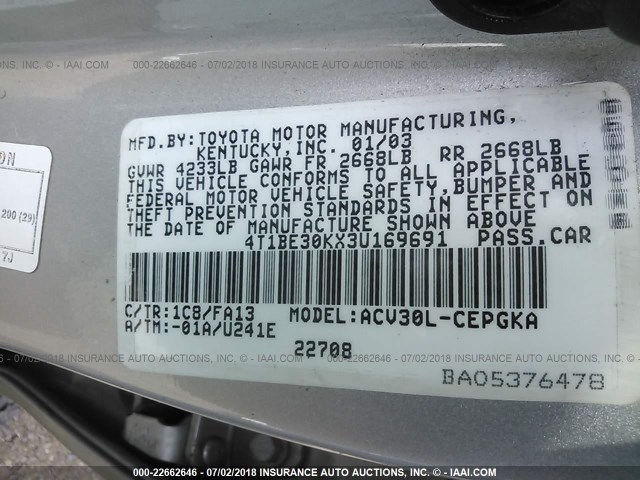 000-22662646 - 07/02/2018 - INSURANCE AUTO AUCTIONS, INC. - IAAI.COM
MFD.BY:TOYOTA MOTOR MANUFACTURING,
KENTUCKY,INC. 01/03
GVWR 4233LB GAWR FR 2668LB RR 2668LB
THIS VEHICLE CONFORMS TO ALL APPLICABLE
FEDERAL MOTOR VEHICLE SAFETY,BUMPER,AND
THEFT PREVENTION STANDARDS IN EFFECT ON
THE DATE OF MANUFACTURE SHOWN ABOVE
4T1BE30KX3U169691 PASS.CAR
C/TR:1C8/FA13 MODEL:ACV30L-CEPGKA
A/TM:-01A/U241E
22708
BA05376478
200 (29)
000-22662646 - 07/02/2018 - INSURANCE AUTO AUCTIONS, INC. - IAAI.COM